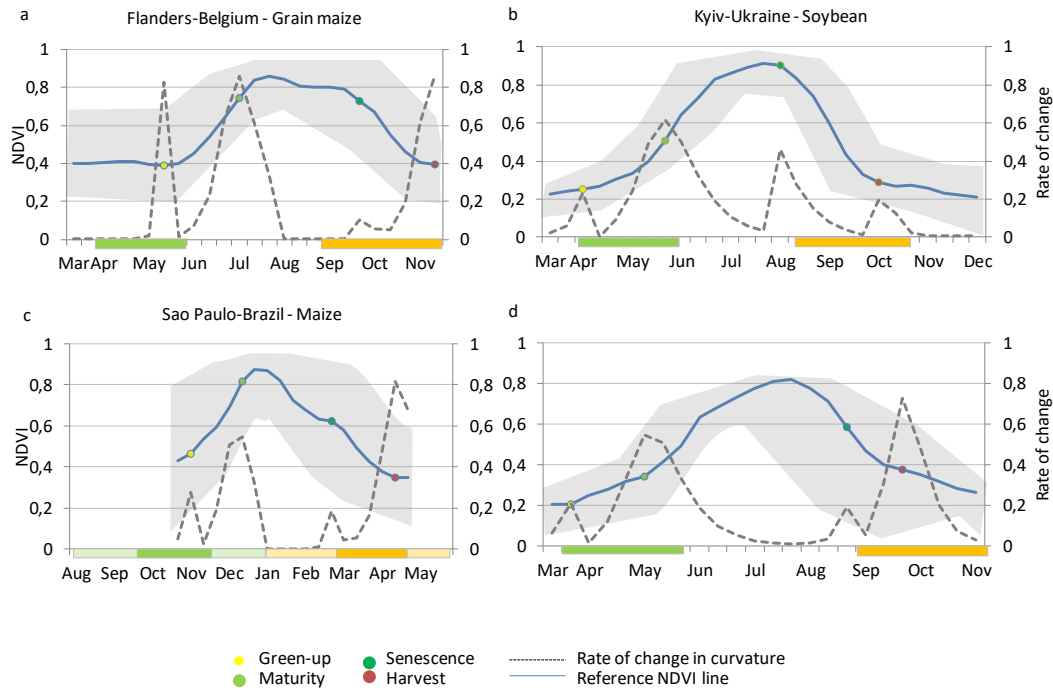 a
Flanders-Belgium - Grain maize
b
Kyiv-Ukraine - Soybean
1
0,8
0,6
0,4
0,2
0
NDVI
1
0,8
0,6
0,4
0,2
0
Mar Apr May Jun Jul Aug Sep Oct Nov
1
0,8
0,6
0,4
0,2
0
1
0,8
0,6
0,4
0,2
0
Rate of change
Mar Apr May Jun Jul Aug Sep Oct Nov Dec
c
Sao Paulo-Brazil - Maize
d
1
0,8
0,6
0,4
0,2
0
NDVI
1
0,8
0,6
0,4
0,2
0
Aug Sep Oct Nov Dec Jan Feb Mar Apr May
1
0,8
0,6
0,4
0,2
0
1
0,8
0,6
0,4
0,2
0
Rate of change
Mar Apr May Jun Jul Aug Sep Oct Nov
Green-up
Maturity
Senescence
Harvest
Rate of change in curvature
Reference NDVI line